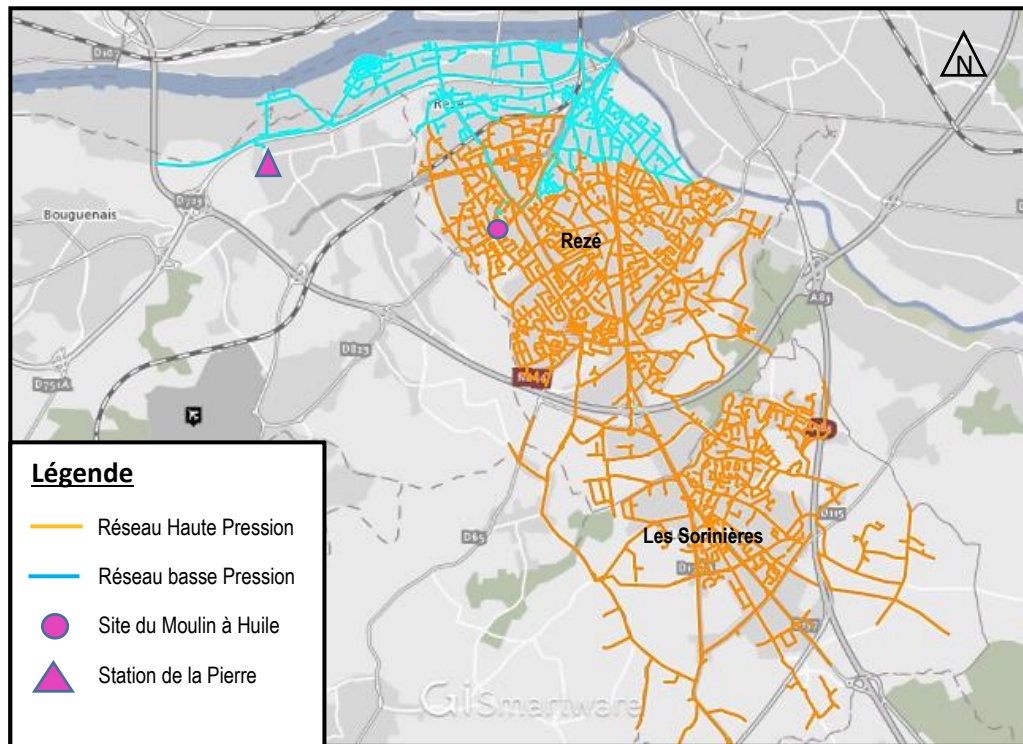 D107
N
Rezé
D723
Bouguenais
Rezé
A83
D823
D751A
Légende
Réseau Haute Pression
D65
Les Sorinières
D115
Réseau basse Pression
Site du Moulin à Huile
Station de la Pierre
GiSmartware